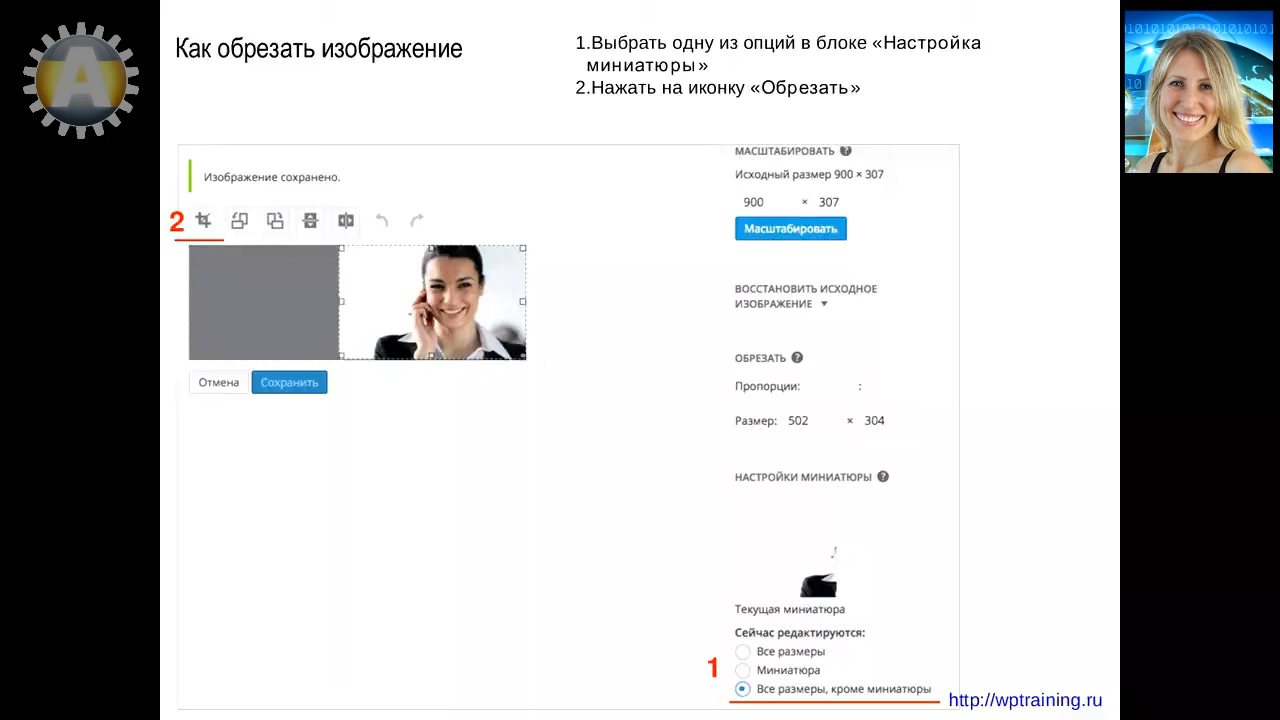 Как обрезать изображение
1.Выбрать одну из опций в блоке «Настройка
миниатюры»
2.Нажать на иконку «Обрезать»
A
Изображение сохранено.
2
Отмена
Сохранить
МАСШТАБИРОВАТЬ ?
Исходный размер 900 × 307
900 × 307
Масштабировать
ВОССТАНОВИТЬ ИСХОДНОЕ
ИЗОБРАЖЕНИЕ
ОБРЕЗАТЬ ?
Пропорции: :
Размер: 502 × 304
НАСТРОЙКИ МИНИАТЮРЫ ?
Текущая миниатюра
Сейчас редактируются:
Все размеры
1
Миниатюра
Все размеры, кроме миниатюры
http://wptraining.ru